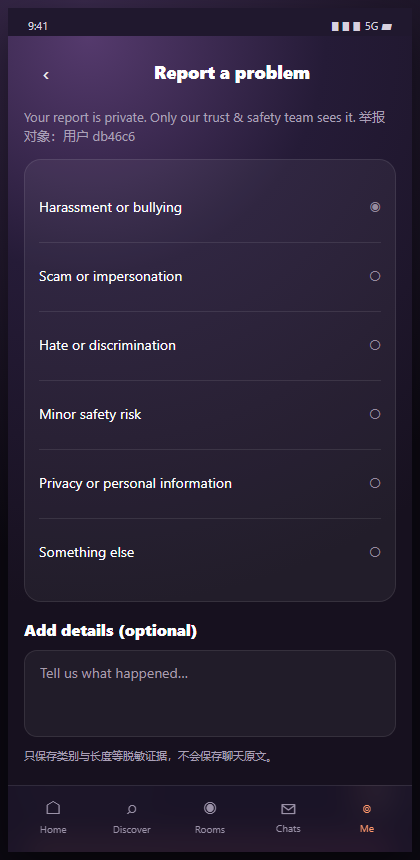 9:41
5G
‹ Report a problem
Your report is private. Only our trust & safety team sees it. 举报
对象：用户 db46c6
Harassment or bullying
Scam or impersonation
Hate or discrimination
Minor safety risk
Privacy or personal information
Something else
Add details (optional)
Tell us what happened...
只保存类别与长度等脱敏证据，不会保存聊天原文。
Home
Discover
Rooms
Chats
Me